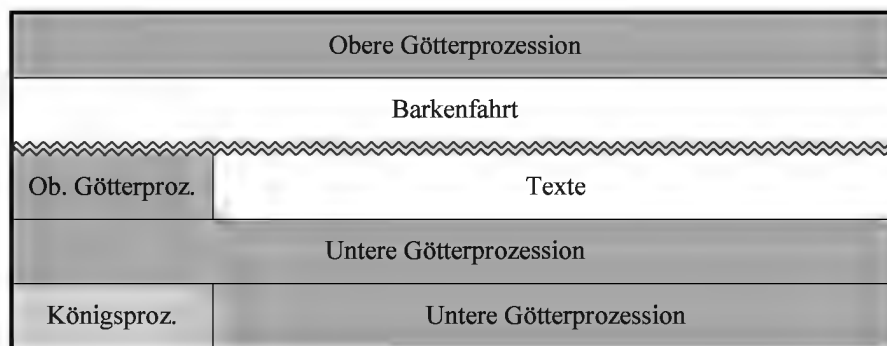 Obere Götterprozession
Barkenfahrt
Ob. Götterproz. Texte
Untere Götterprozession
Königsproz. Untere Götterprozession